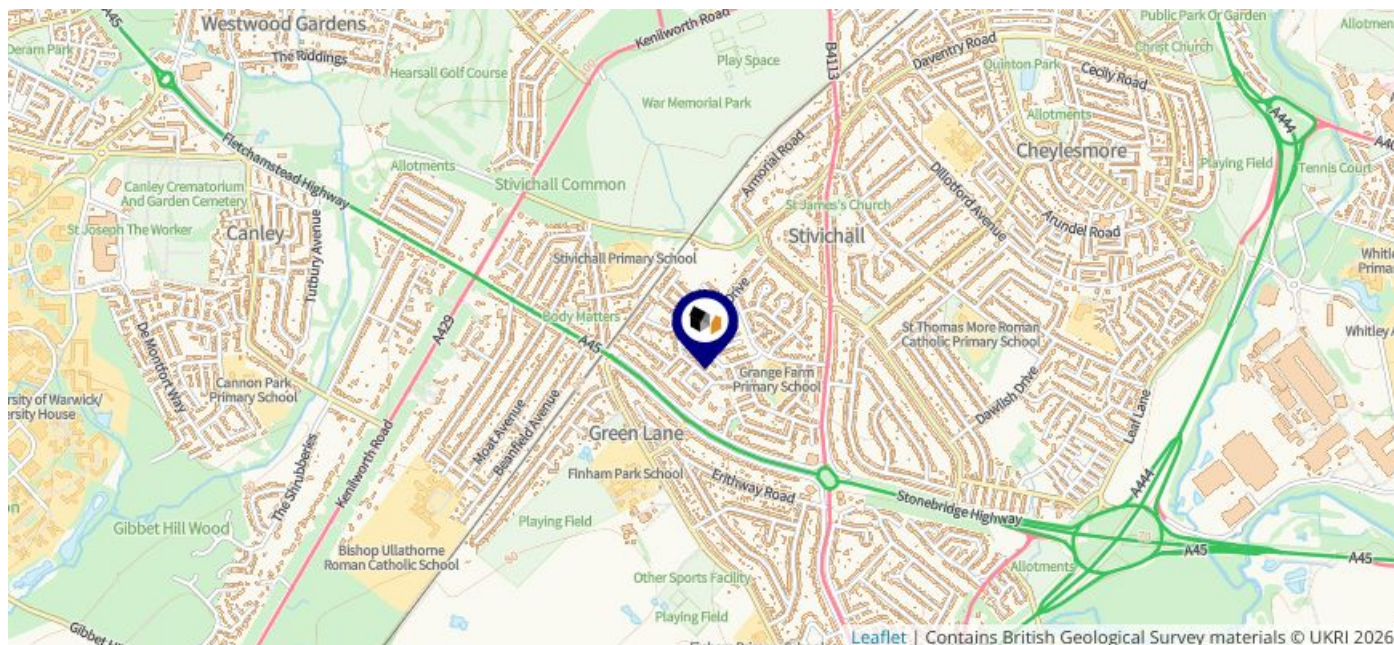 A45
Westwood Gardens
Deram Park
The Riddings
Hearsall Golf Course
Kenilworth Road
Play Space
War Memorial Park
B4113
Daventry Road
Public Park Or Garden
Christ Church
Quinton Park
Cecily Road
Allotments
Cheylesmore
A444
Playing Field
Tennis Court
Fletchamstead Highway
Allotments
Canley Crematorium
And Garden Cemetery
St Joseph The Worker
Canley
Tutbury Avenue
Stivichall Common
Armorial Road
St James's Church
Stivichall
Dillotford Avenue
Arundel Road
Stivichall Primary School
Drive
Body Matters
A45
A429
De Montfort Way
Cannon Park
Primary School
Grange Farm
Primary School
St Thomas More Roman
Catholic Primary School
Dawlish Drive
Leaf Lane
Moat Avenue
Beanfield Avenue
Green Lane
Finham Park School
Erithway Road
Stonebridge Highway
A444
A45
A45
The Shrubberies
Kenilworth Road
Gibbet Hill Wood
Bishop Ullathorne
Roman Catholic School
Playing Field
80
Other Sports Facility
Playing Field
Allotments
70
Leaflet | Contains British Geological Survey materials © UKRI 2026